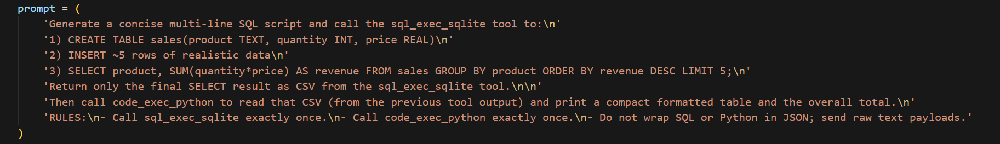 prompt = (
    'Generate a concise multi-line SQL script and call the sql_exec_sqlite tool to:\n'
    '1) CREATE TABLE sales(product TEXT, quantity INT, price REAL)\n'
    '2) INSERT ~5 rows of realistic data\n'
    '3) SELECT product, SUM(quantity*price) AS revenue FROM sales GROUP BY product ORDER BY revenue DESC LIMIT 5;\n'
    'Return only the final SELECT result as CSV from the sql_exec_sqlite tool.\n\n'
    'Then call code_exec_python to read that CSV (from the previous tool output) and print a compact formatted table and the overall total.\n'
    'RULES:\n- Call sql_exec_sqlite exactly once.\n- Call code_exec_python exactly once.\n- Do not wrap SQL or Python in JSON; send raw text payloads.'
)